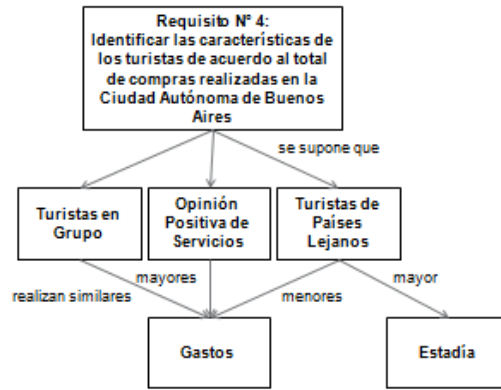 Requisito N° 4:
Identificar las características de
los turistas de acuerdo al total
de compras realizadas en la
Ciudad Autónoma de Buenos
Aires
se supone que
Turistas en
Grupo
Opinión
Positiva de
Servicios
Turistas de
Países
Lejanos
realizan similares
mayores
menores
mayor
Gastos
Estadía